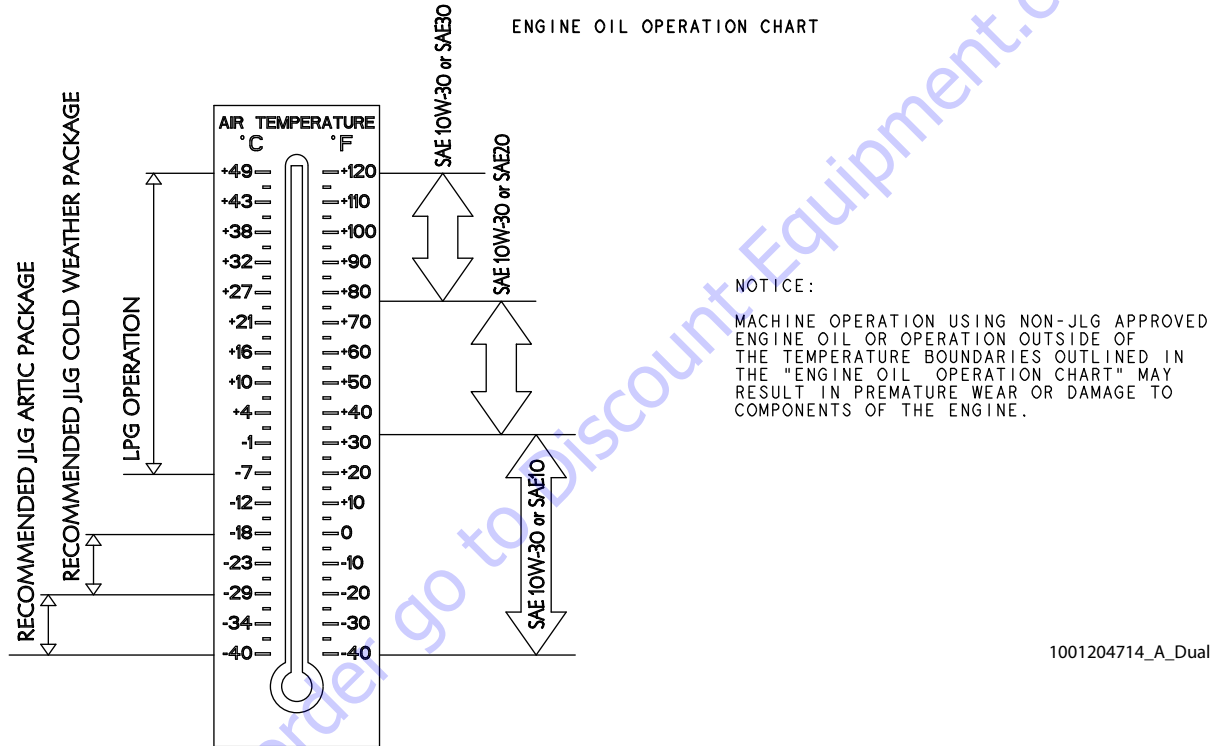 ENGINE OIL OPERATION CHART
RECOMMENDED JLG ARTIC PACKAGE
RECOMMENDED JLG COLD WEATHER PACKAGE
LPG OPERATION
AIR TEMPERATURE
°C °F
+49 +120
+43 +110
+38 +100
+32 +90
+27 +80
+21 +70
+16 +60
+10 +50
+4 +40
-1 +30
-7 +20
-12 +10
-18 0
-23 -10
-29 -20
-34 -30
-40 -40
SAE 10W-30 or SAE30
SAE 10W-30 or SAE20
SAE 10W-30 or SAE10
NOTICE:
MACHINE OPERATION USING NON-JLG APPROVED
ENGINE OIL OR OPERATION OUTSIDE OF
THE TEMPERATURE BOUNDARIES OUTLINED IN
THE "ENGINE OIL OPERATION CHART" MAY
RESULT IN PREMATURE WEAR OR DAMAGE TO
COMPONENTS OF THE ENGINE.
1001204714_A_Dual
order go to Discount-Equipment.c